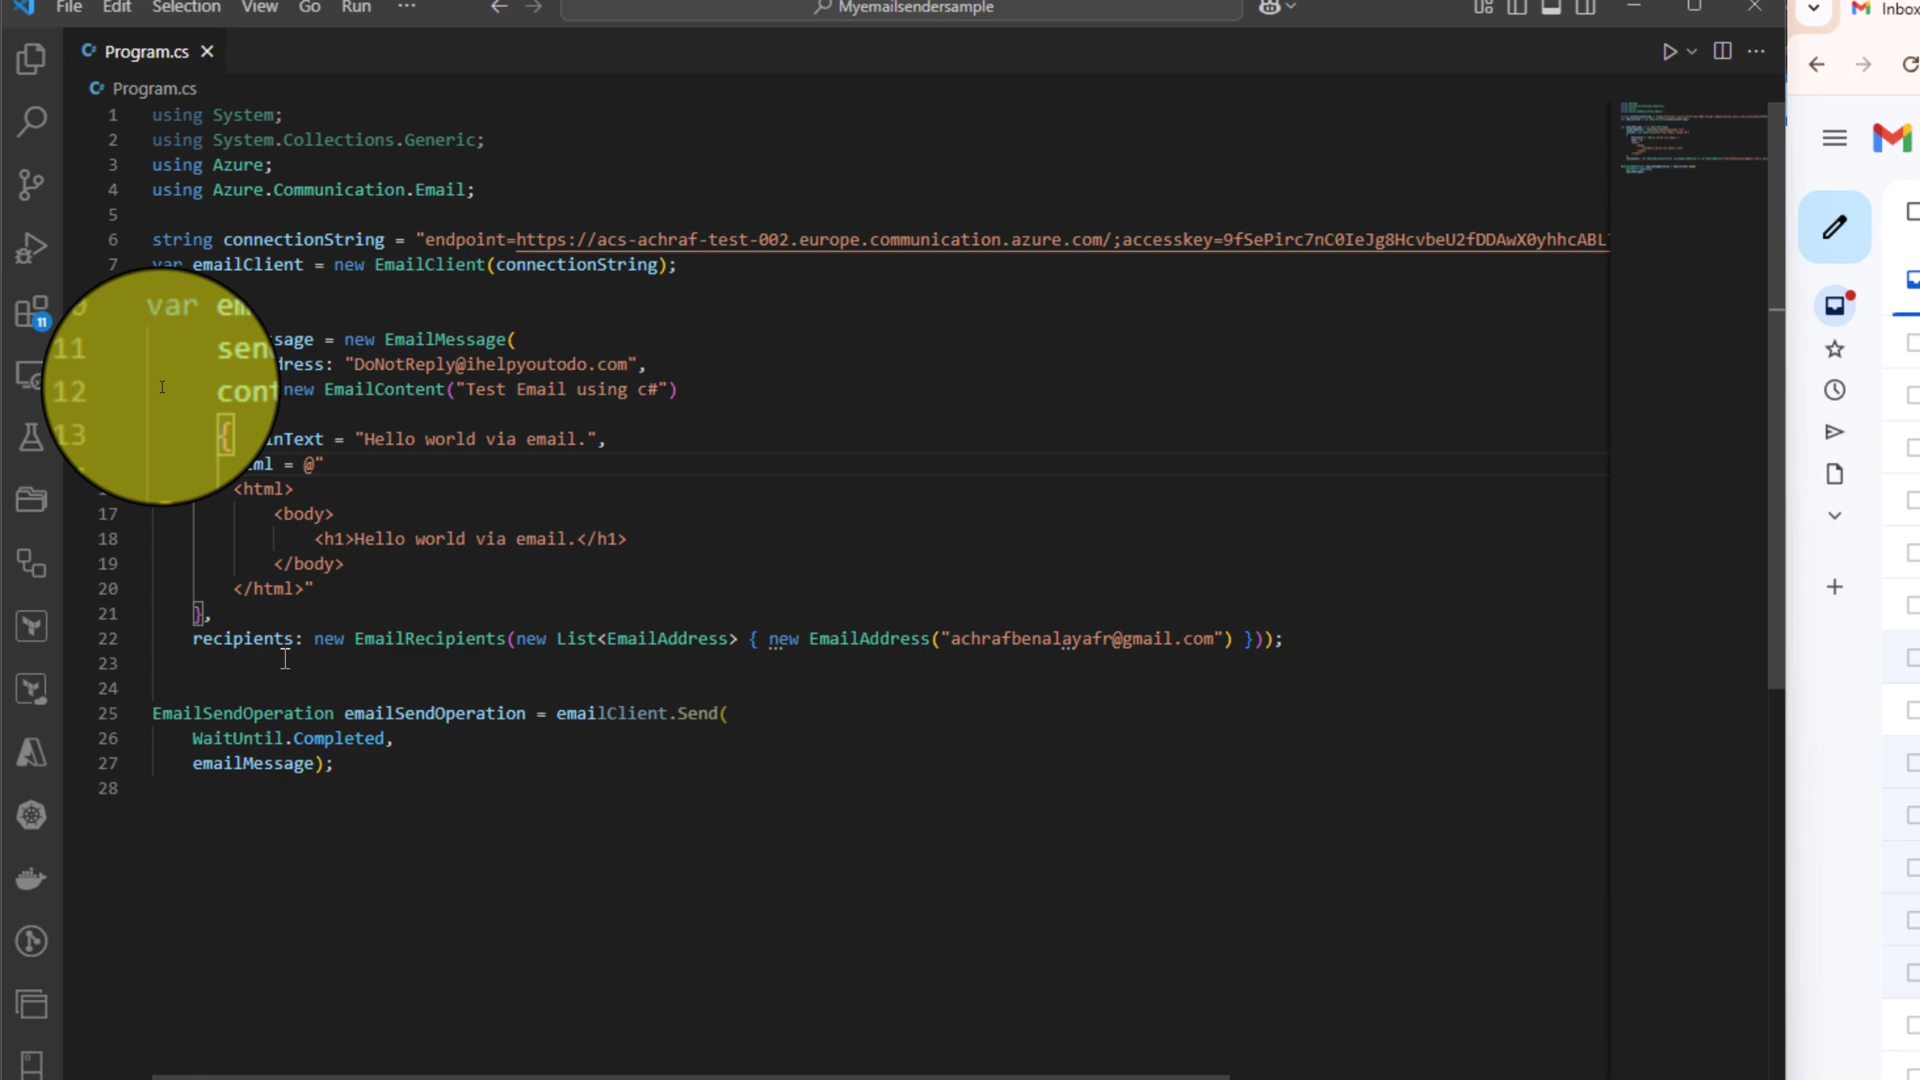 File Edit Selection View Go Run ···
Myemailsendersample
Inbox
Program.cs
Program.cs
1 using System;
2 using System.Collections.Generic;
3 using Azure;
4 using Azure.Communication.Email;
5
6 string connectionString = "endpoint=https://acs-achraf-test-002.europe.communication.azure.com/;accesskey=9fSePirc7nC0IeJg8HcvbeU2fDDAwX0yhhcABL
7 var emailClient = new EmailClient(connectionString);
var em
sage = new EmailMessage(
11 sen dress: "DoNotReply@ihelpyoutodo.com",
12 cont new EmailContent("Test Email using c#")
13 {
inText = "Hello world via email.",
ml = @"
<html>
17 <body>
18 <h1>Hello world via email.</h1>
19 </body>
20 </html>"
21 },
22 recipients: new EmailRecipients(new List<EmailAddress> { new EmailAddress("achrafbenalayafr@gmail.com") }));
23
24
25 EmailSendOperation emailSendOperation = emailClient.Send(
26 WaitUntil.Completed,
27 emailMessage);
28
11